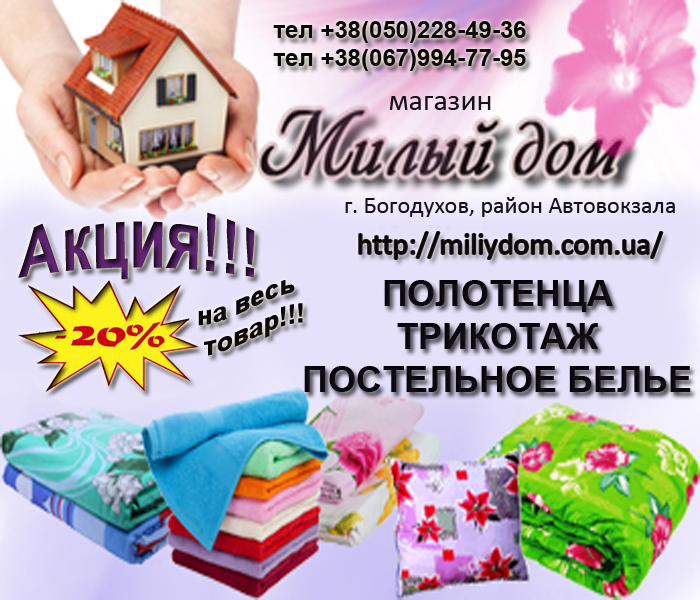 тел +38(050)228-49-36
тел +38(067)994-77-95
магазин
Милый дом
г. Богодухов, район Автовокзала
http://miliydom.com.ua/
Акция!!!
-20%
на весь
товар!!!
ПОЛОТЕНЦА
ТРИКОТАЖ
ПОСТЕЛЬНОЕ БЕЛЬЕ